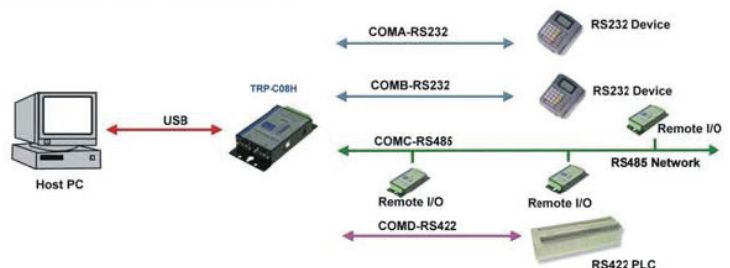 COMA-RS232
RS232 Device
TRP-C08H
COMB-RS232
RS232 Device
USB
Remote I/O
COMC-RS485
RS485 Network
Host PC
Remote I/O
Remote I/O
COMD-RS422
RS422 PLC